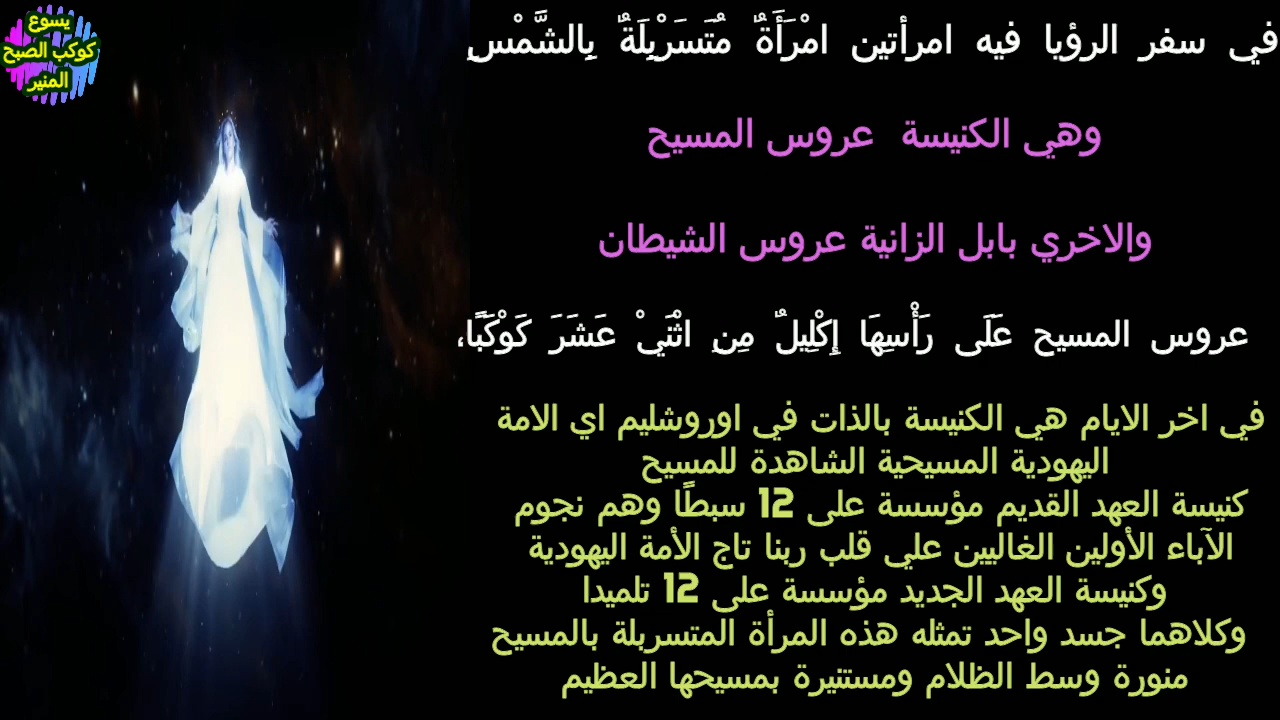 يسوع
كوكب الصبح
المنير
في سفر الرؤيا فيه امرأتين امْرَأَةٌ مُتَسَرْبِلَةٌ بِالشَّمْسِ
وهي الكنيسة عروس المسيح
والاخري بابل الزانية عروس الشيطان
عروس المسيح عَلَى رَأْسِهَا إِكْلِيلٌ مِنِ اثْنَيْ عَشَرَ كَوْكَبًا،
في اخر الايام هي الكنيسة بالذات في اوروشليم اي الامة
اليهودية المسيحية الشاهدة للمسيح
كنيسة العهد القديم مؤسسة على 12 سبطًا وهم نجوم
الآباء الأولين الغاليين علي قلب ربنا تاج الأمة اليهودية
وكنيسة العهد الجديد مؤسسة على 12 تلميدا
وكلاهما جسد واحد تمثله هذه المرأة المتسربلة بالمسيح
منورة وسط الظلام ومستنيرة بمسيحها العظيم